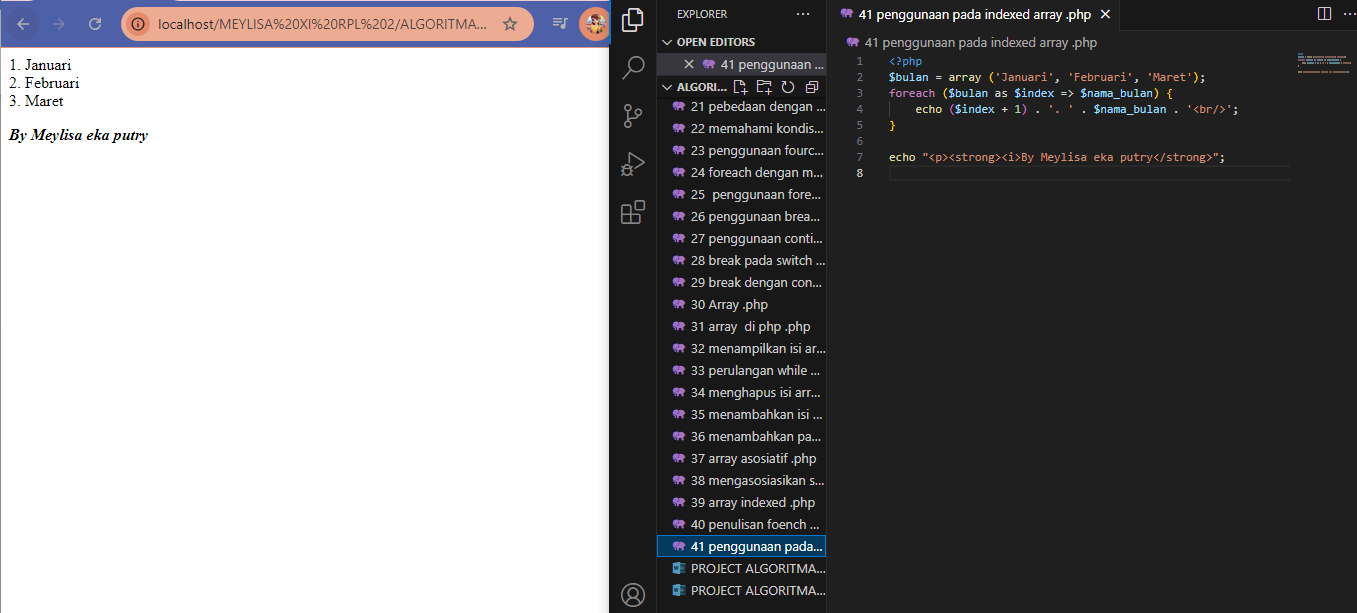 localhost/MEYLISA%20XI%20RPL%202/ALGORITMA...
1. Januari
2. Februari
3. Maret
By Meylisa eka putry
EXPLORER
OPEN EDITORS
41 penggunaan ...
ALGORI...
21 pebedaan dengan ...
22 memahami kondis...
23 penggunaan fourc...
24 foreach dengan m...
25 penggunaan fore...
26 penggunaan brea...
27 penggunaan conti...
28 break pada switch ...
29 break dengan con...
30 Array .php
31 array di php .php
32 menampilkan isi ar...
33 perulangan while ...
34 menghapus isi arr...
35 menambahkan isi ...
36 menambahkan pa...
37 array asosiatif .php
38 mengasosiasikan s...
39 array indexed .php
40 penulisan foench ...
41 penggunaan pada...
PROJECT ALGORITMA...
PROJECT ALGORITMA...
41 penggunaan pada indexed array .php
41 penggunaan pada indexed array .php
1 <?php
2 $bulan = array ('Januari', 'Februari', 'Maret');
3 foreach ($bulan as $index => $nama_bulan) {
4 echo ($index + 1) . '. ' . $nama_bulan . '<br/>';
5 }
6
7 echo "<p><strong><i>By Meylisa eka putry</strong>";
8